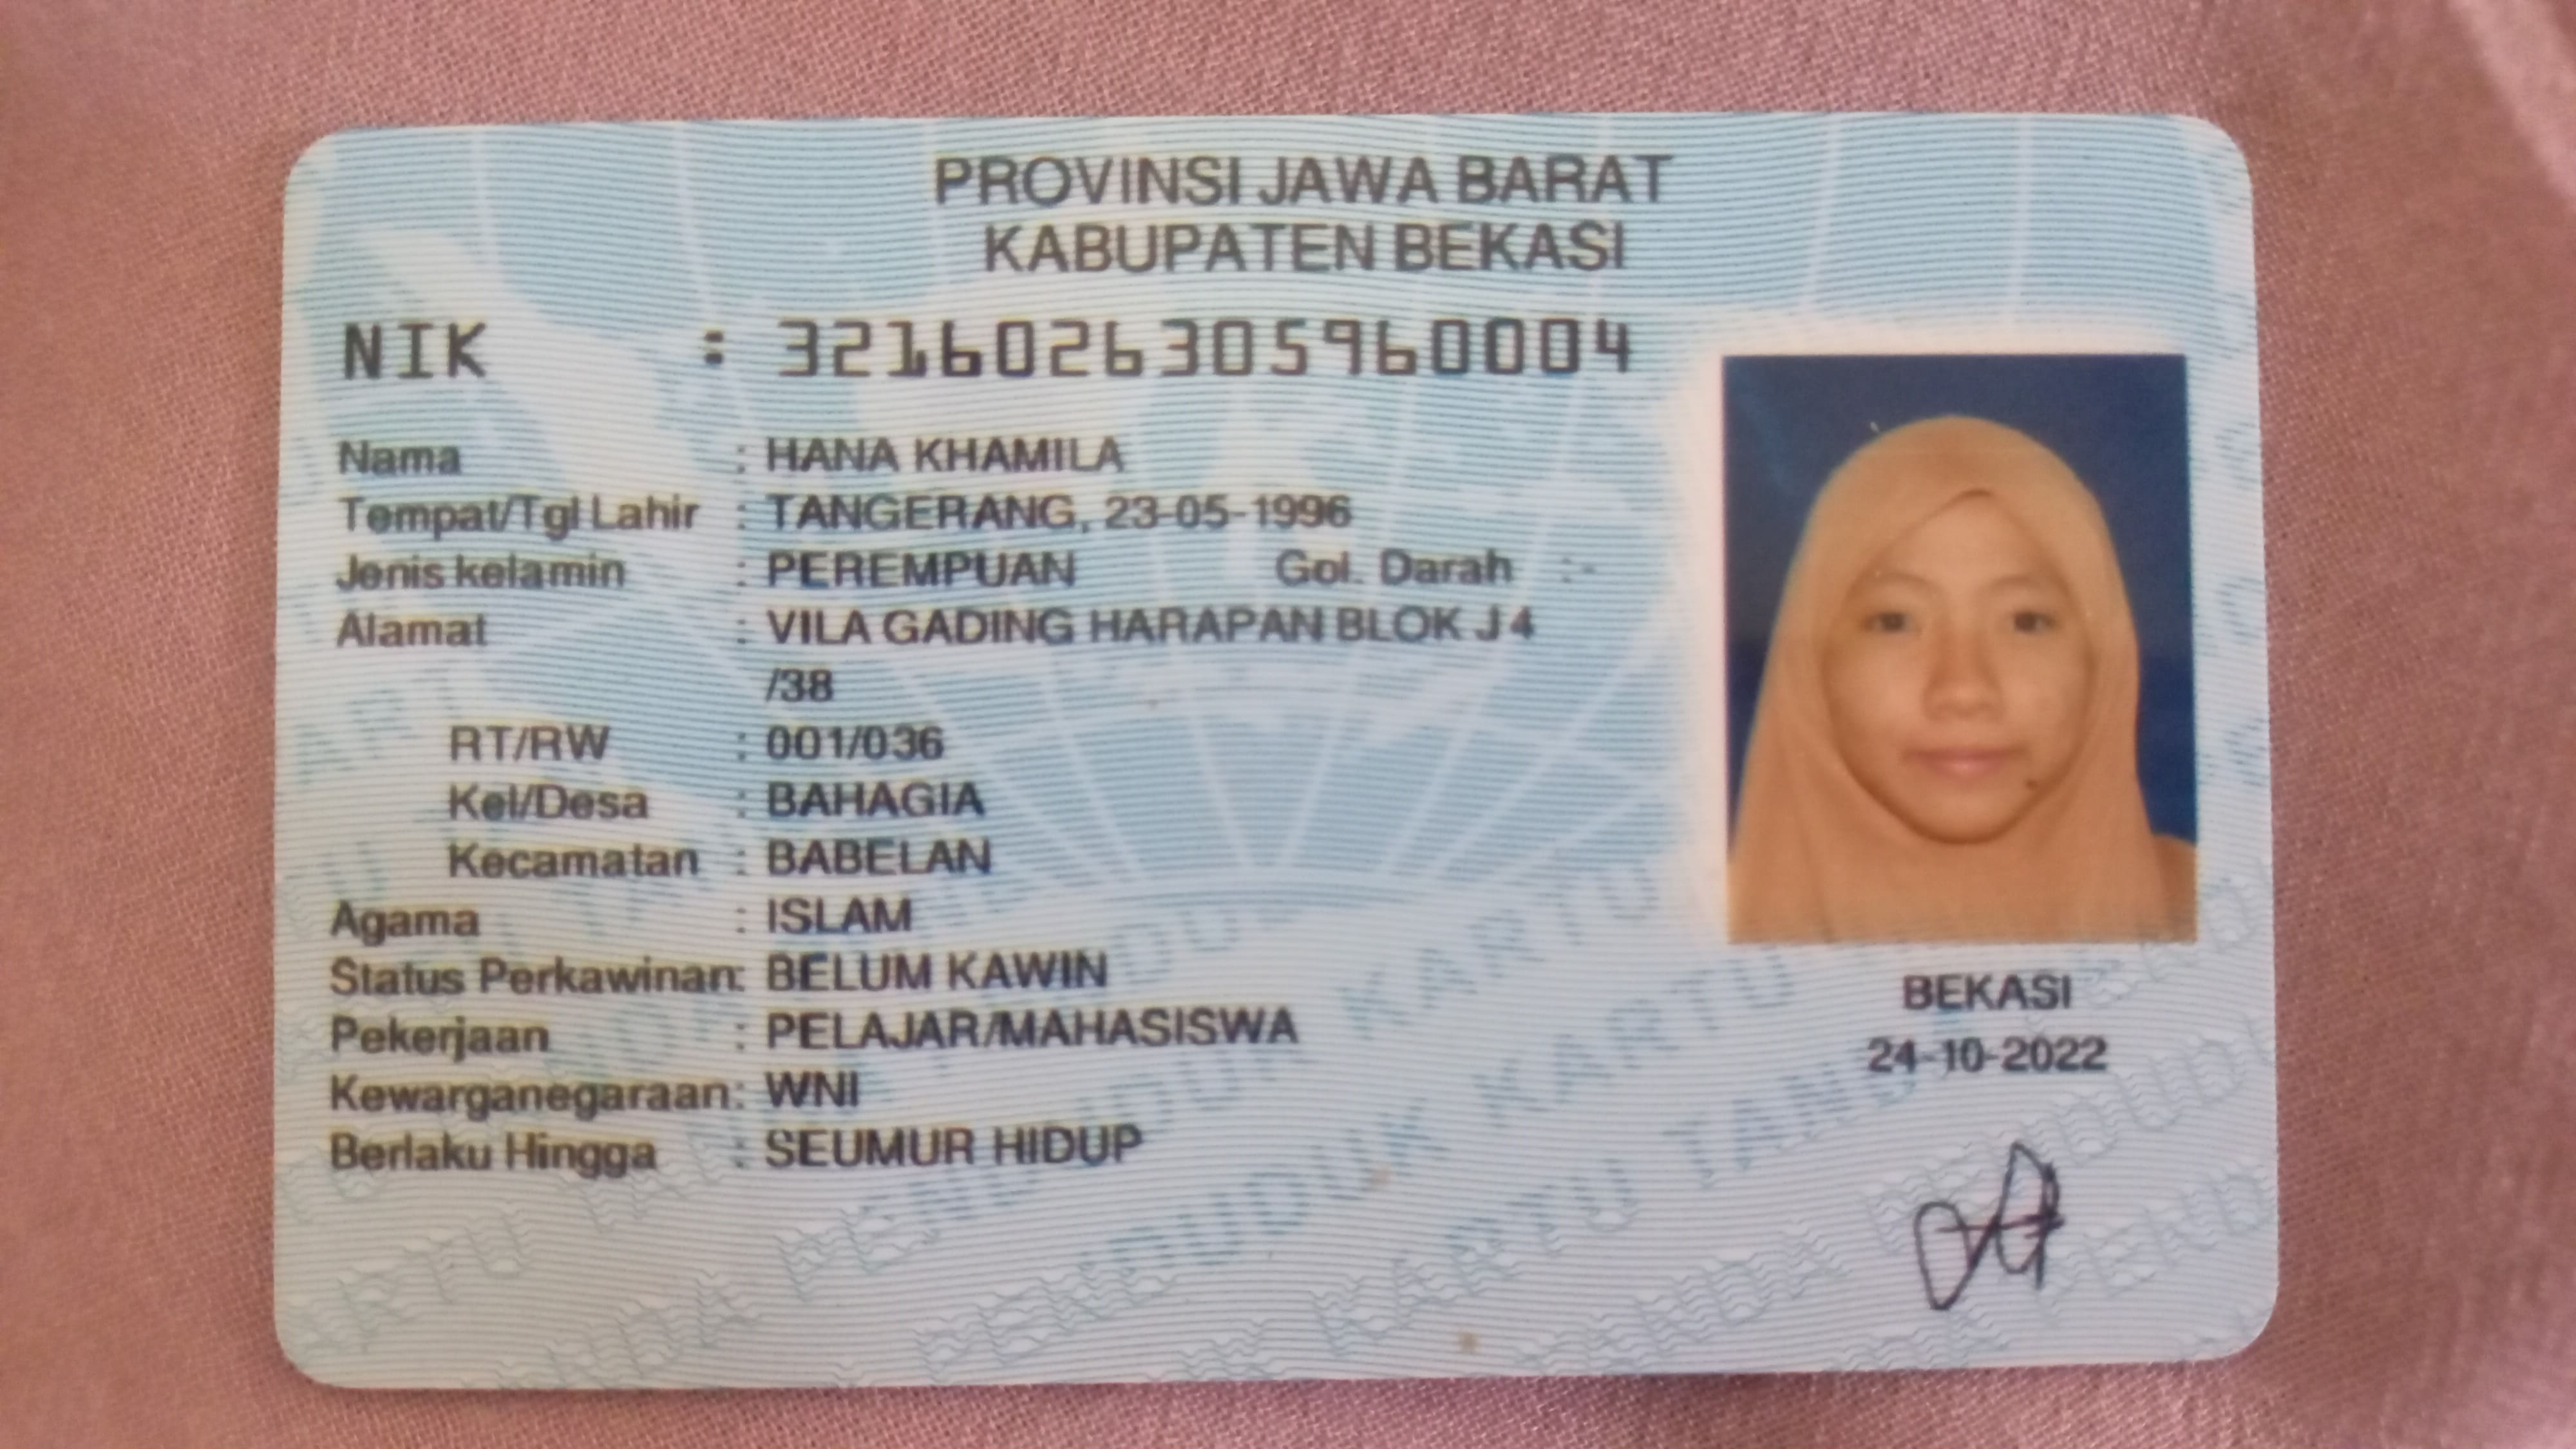 PROVINSI JAWA BARAT
KABUPATEN BEKASI
NIK : 3216026305960004
Nama : HANA KHAMILA
Tempat/Tgl Lahir : TANGERANG, 23-05-1996
Jenis kelamin : PEREMPUAN Gol. Darah : -
Alamat : VILA GADING HARAPAN BLOK J 4
/38
RT/RW : 001/036
Kel/Desa : BAHAGIA
Kecamatan : BABELAN
Agama : ISLAM
Status Perkawinan: BELUM KAWIN
Pekerjaan : PELAJAR/MAHASISWA
Kewarganegaraan: WNI
Berlaku Hingga : SEUMUR HIDUP
BEKASI
24-10-2022